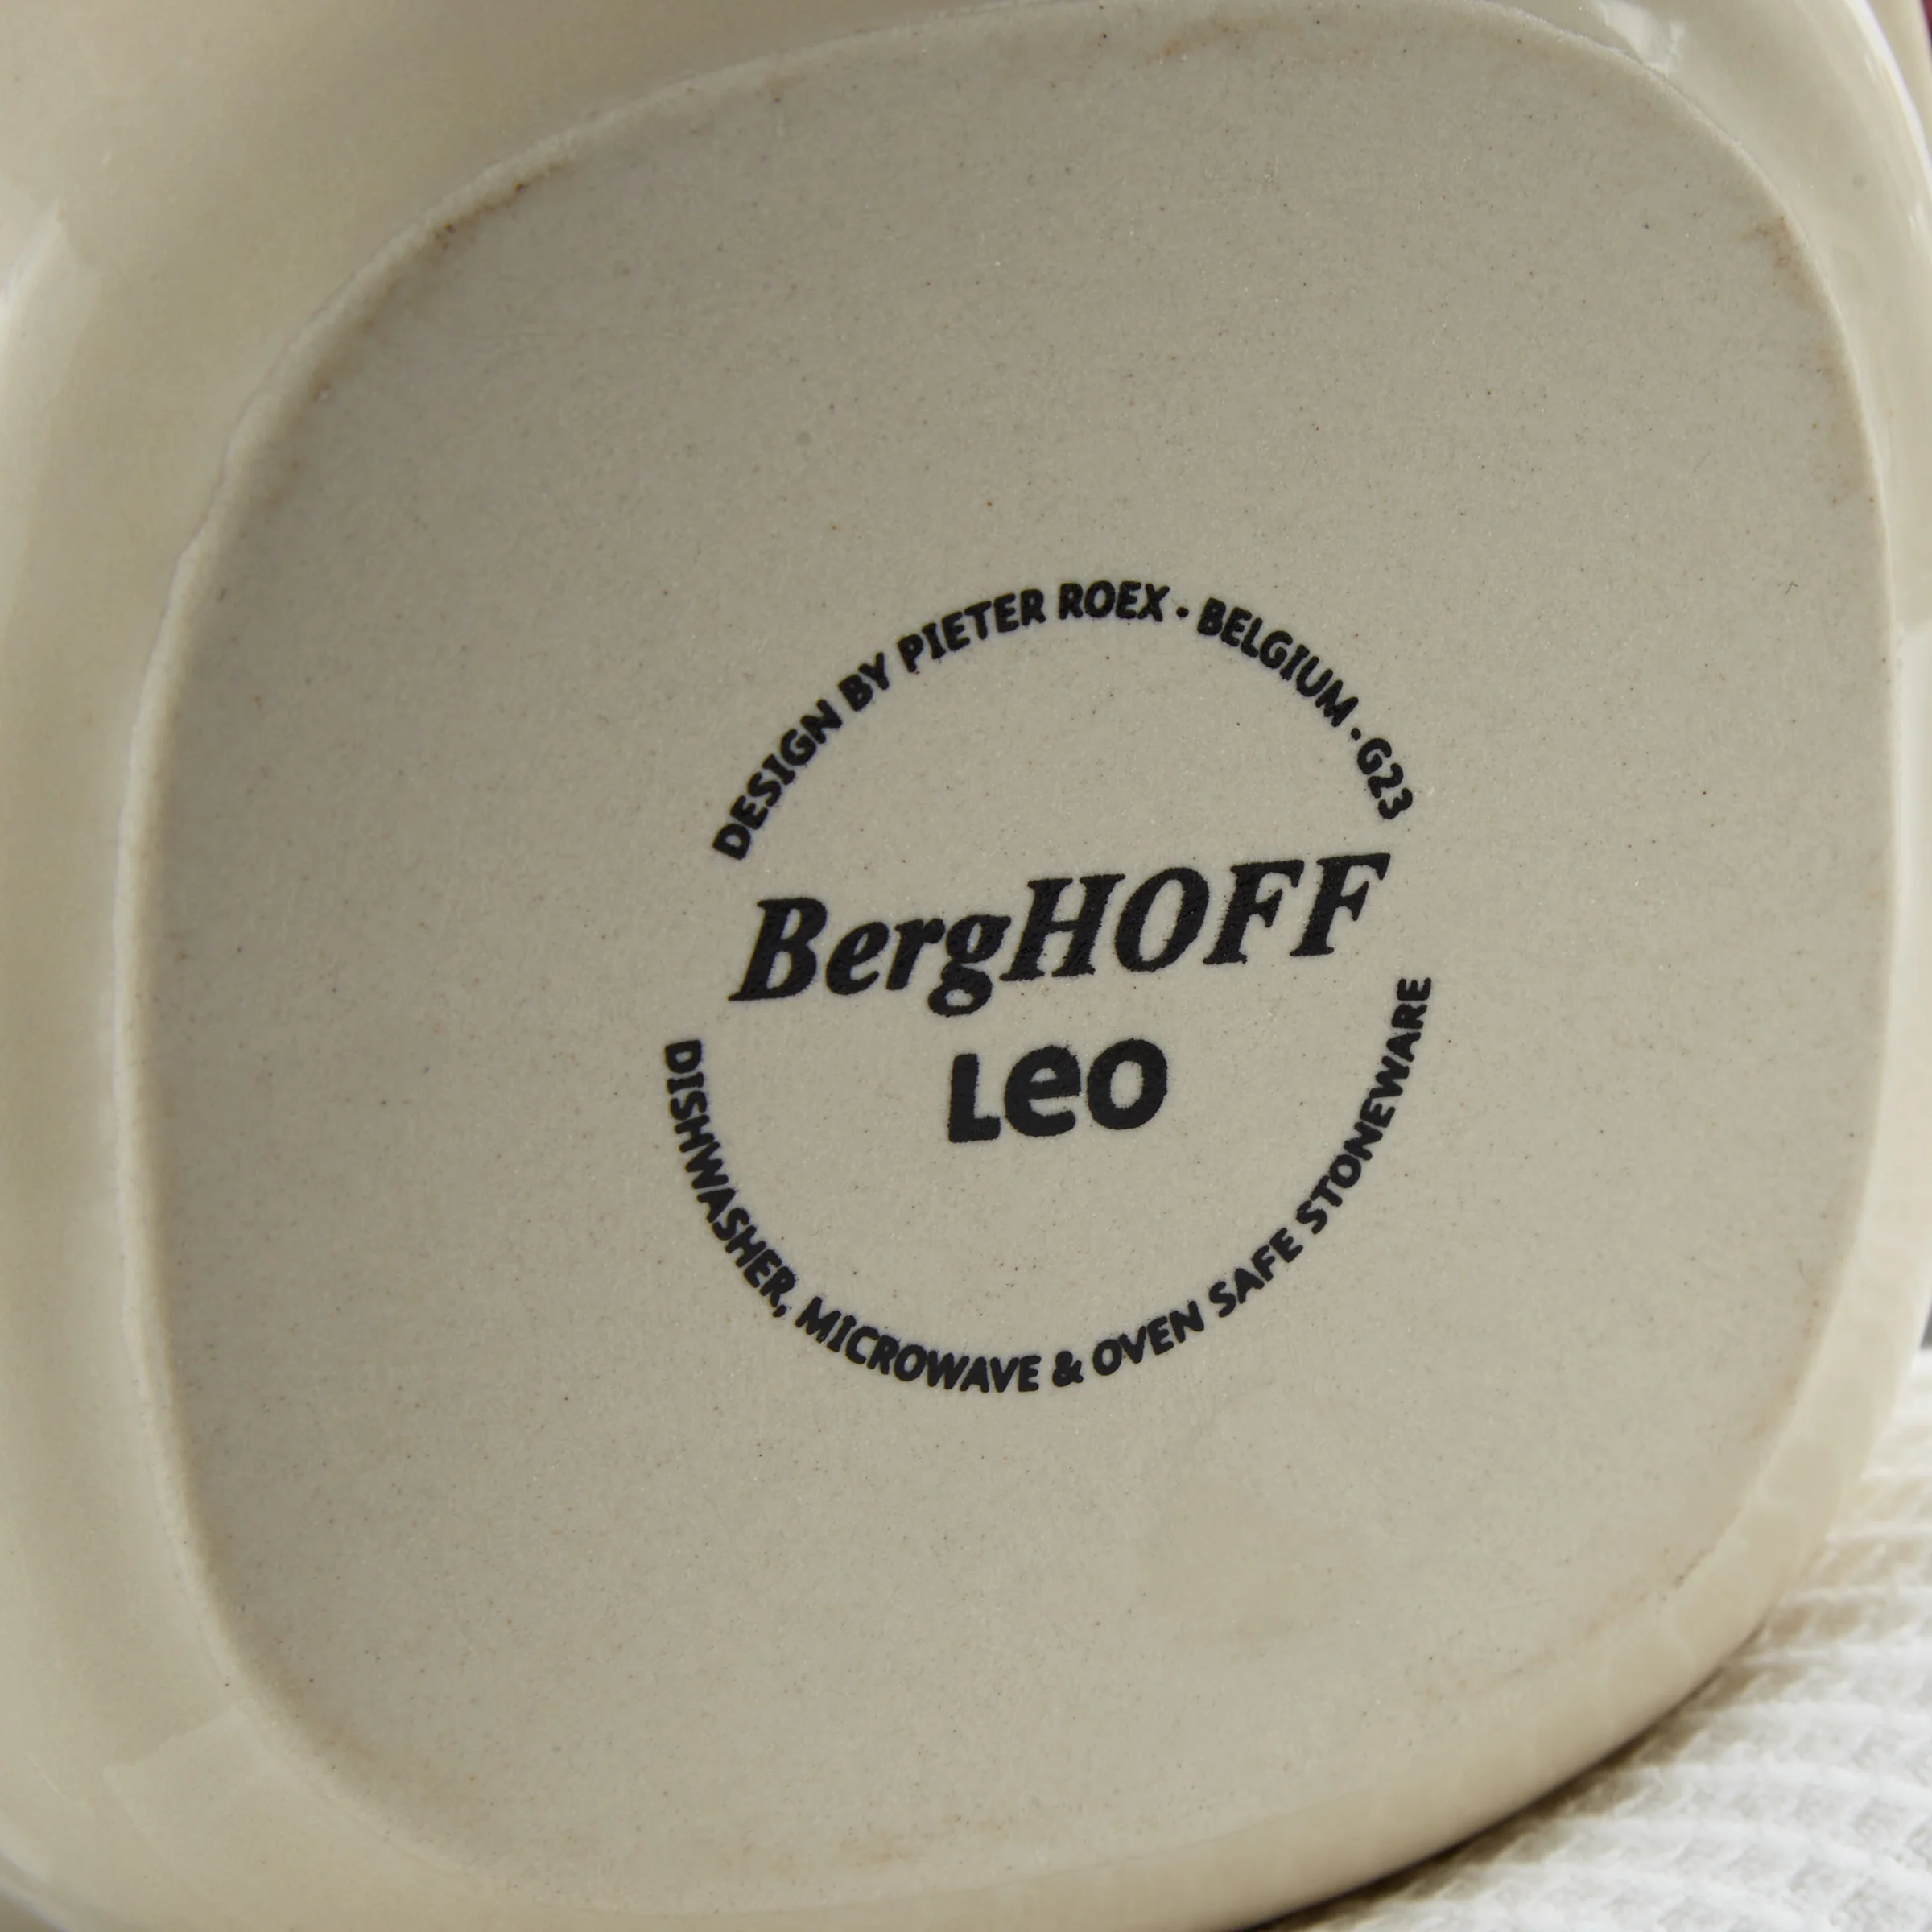 DESIGN BY PIETER ROEX · BELGIUM · G23
BergHOFF
Leo
DISHWASHER, MICROWAVE & OVEN SAFE STONEWARE